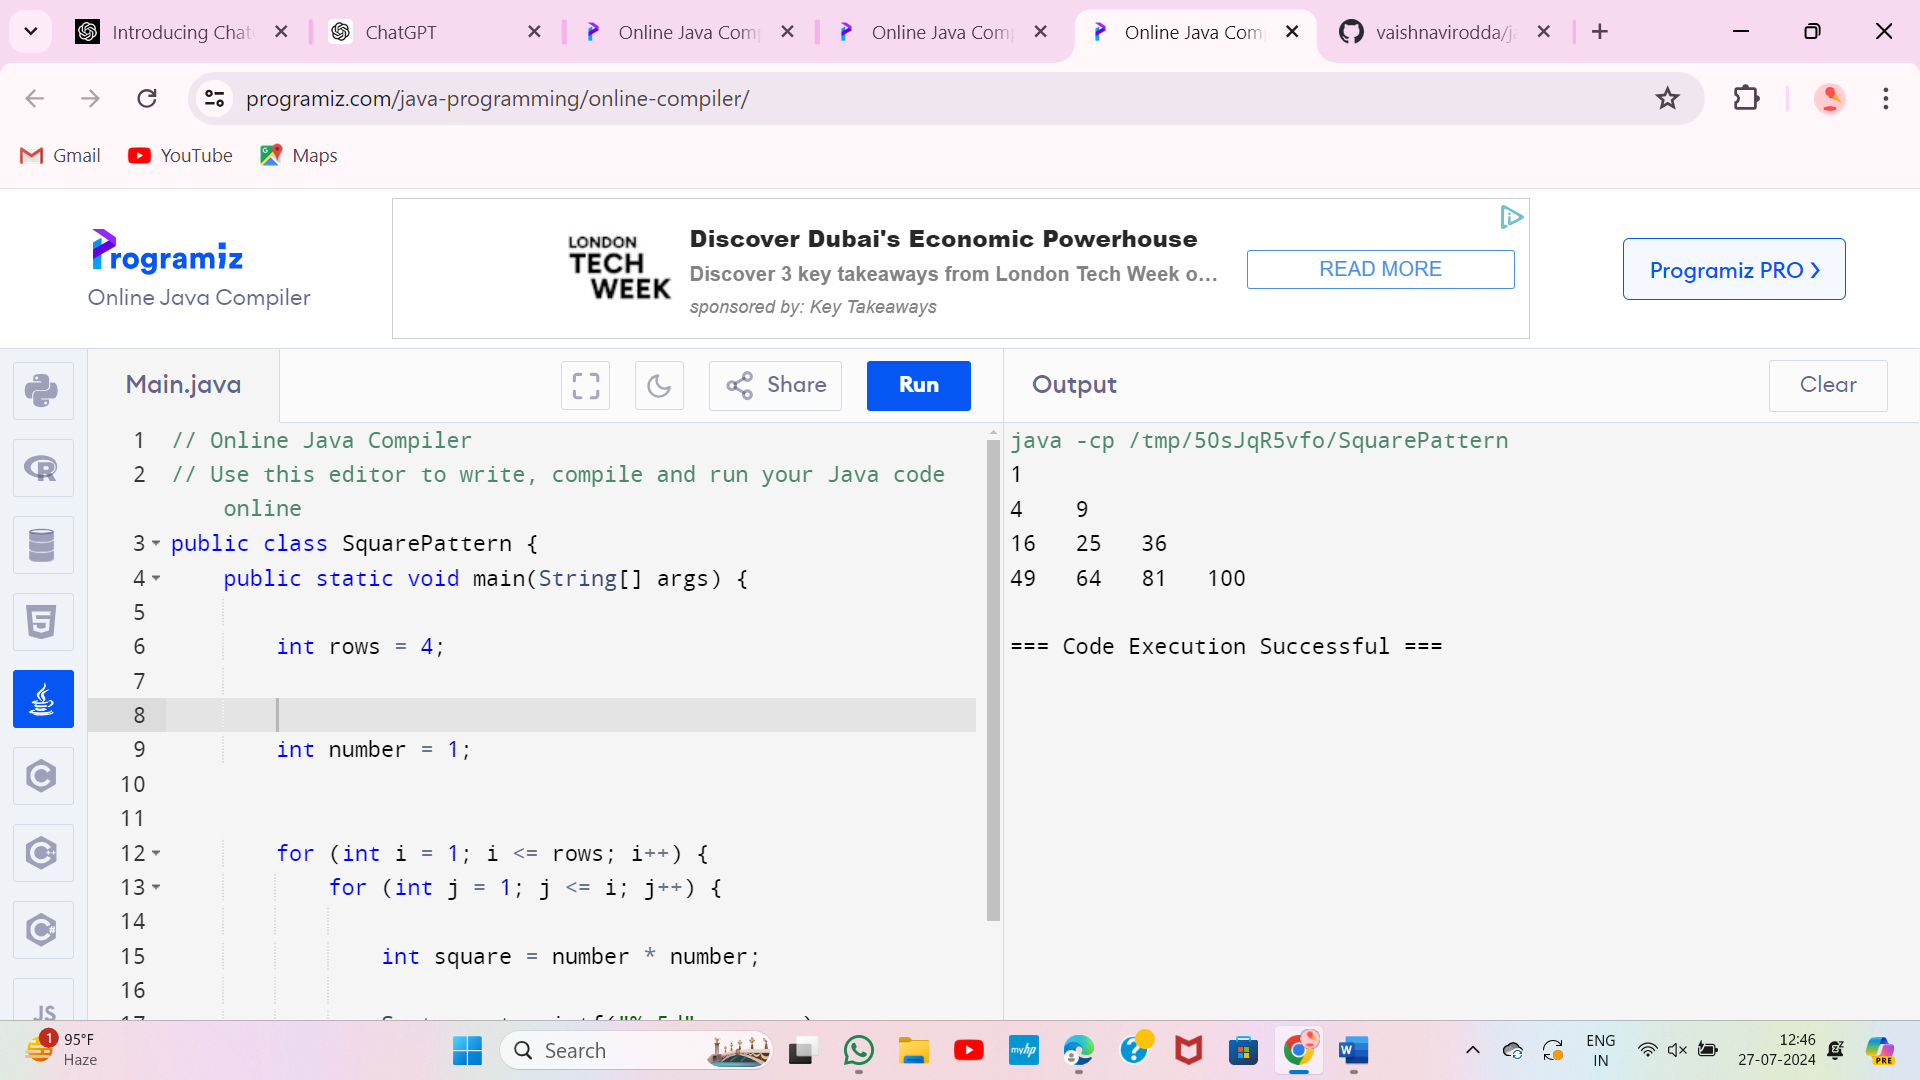 Introducing Chat
ChatGPT
Online Java Com
Online Java Com
Online Java Com
vaishnavirodda/ja
programiz.com/java-programming/online-compiler/
Gmail
YouTube
Maps
Programiz
Online Java Compiler
LONDON
TECH
WEEK
Discover Dubai's Economic Powerhouse
Discover 3 key takeaways from London Tech Week o...
sponsored by: Key Takeaways
READ MORE
Programiz PRO ›
Main.java
Share
Run
Output
Clear
1 // Online Java Compiler
2 // Use this editor to write, compile and run your Java code
online
3 public class SquarePattern {
4 public static void main(String[] args) {
5
6 int rows = 4;
7
8
9 int number = 1;
10
11
12 for (int i = 1; i <= rows; i++) {
13 for (int j = 1; j <= i; j++) {
14
15 int square = number * number;
16
17
java -cp /tmp/5OsJqR5vfo/SquarePattern
1
4 9
16 25 36
49 64 81 100
=== Code Execution Successful ===
JS
1
95°F
Haze
Search
myhp
ENG
IN
12:46
27-07-2024
PRE